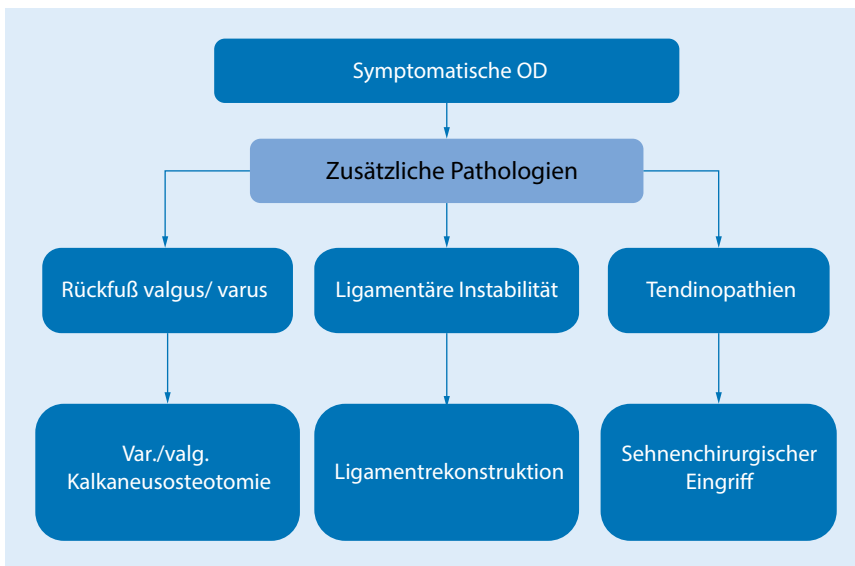 Symptomatische OD
Zusätzliche Pathologien
Rückfuß valgus/ varus
Ligamentäre Instabilität
Tendinopathien
Var./valg.
Kalkaneusosteotomie
Ligamentrekonstruktion
Sehnenchirurgischer
Eingriff